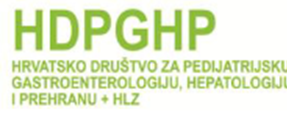 HDPGHP
HRVATSKO DRUŠTVO ZA PEDIJATRIJSKU
GASTROENTEROLOGIJU, HEPATOLOGIJU
I PREHRANU + HLZ